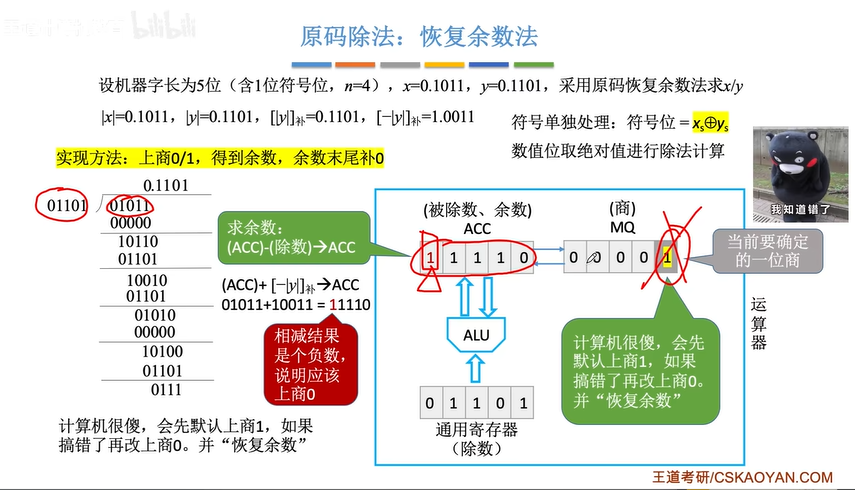 bilibili
原码除法：恢复余数法
设机器字长为5位（含1位符号位，n=4），x=0.1011，y=0.1101，采用原码恢复余数法求x/y
|x|=0.1011，|y|=0.1101，[|y|]补=0.1101，[−|y|]补=1.0011
符号单独处理：符号位 = xs⊕ys
数值位取绝对值进行除法计算
实现方法：上商0/1，得到余数，余数末尾补0
我知道错了
0.1101
01101
01011
00000
10110
01101
10010
01101
01010
00000
10100
01101
0111
求余数：
(ACC)-(除数)→ACC
(ACC)+ [−|y|]补→ACC
01011+10011 = 11110
相减结果
是个负数，
说明应该
上商0
(被除数、余数)
ACC
(商)
MQ
1 1 1 1 0
0 0 0 0 1
当前要确定
的一位商
ALU
计算机很傻，会先
默认上商1，如果
搞错了再改上商0。
并“恢复余数”
运
算
器
0 1 1 0 1
通用寄存器
（除数）
计算机很傻，会先默认上商1，如果
搞错了再改上商0。并“恢复余数”
王道考研/CSKAOYAN.COM